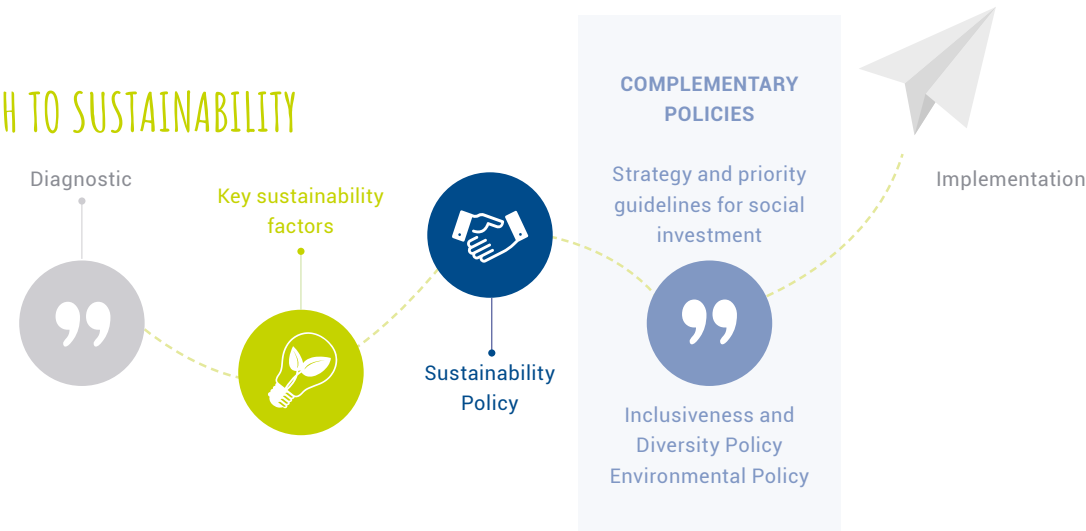 H TO SUSTAINABILITY
Diagnostic
Key sustainability
factors
Sustainability
Policy
COMPLEMENTARY
POLICIES
Strategy and priority
guidelines for social
investment
Inclusiveness and
Diversity Policy
Environmental Policy
Implementation